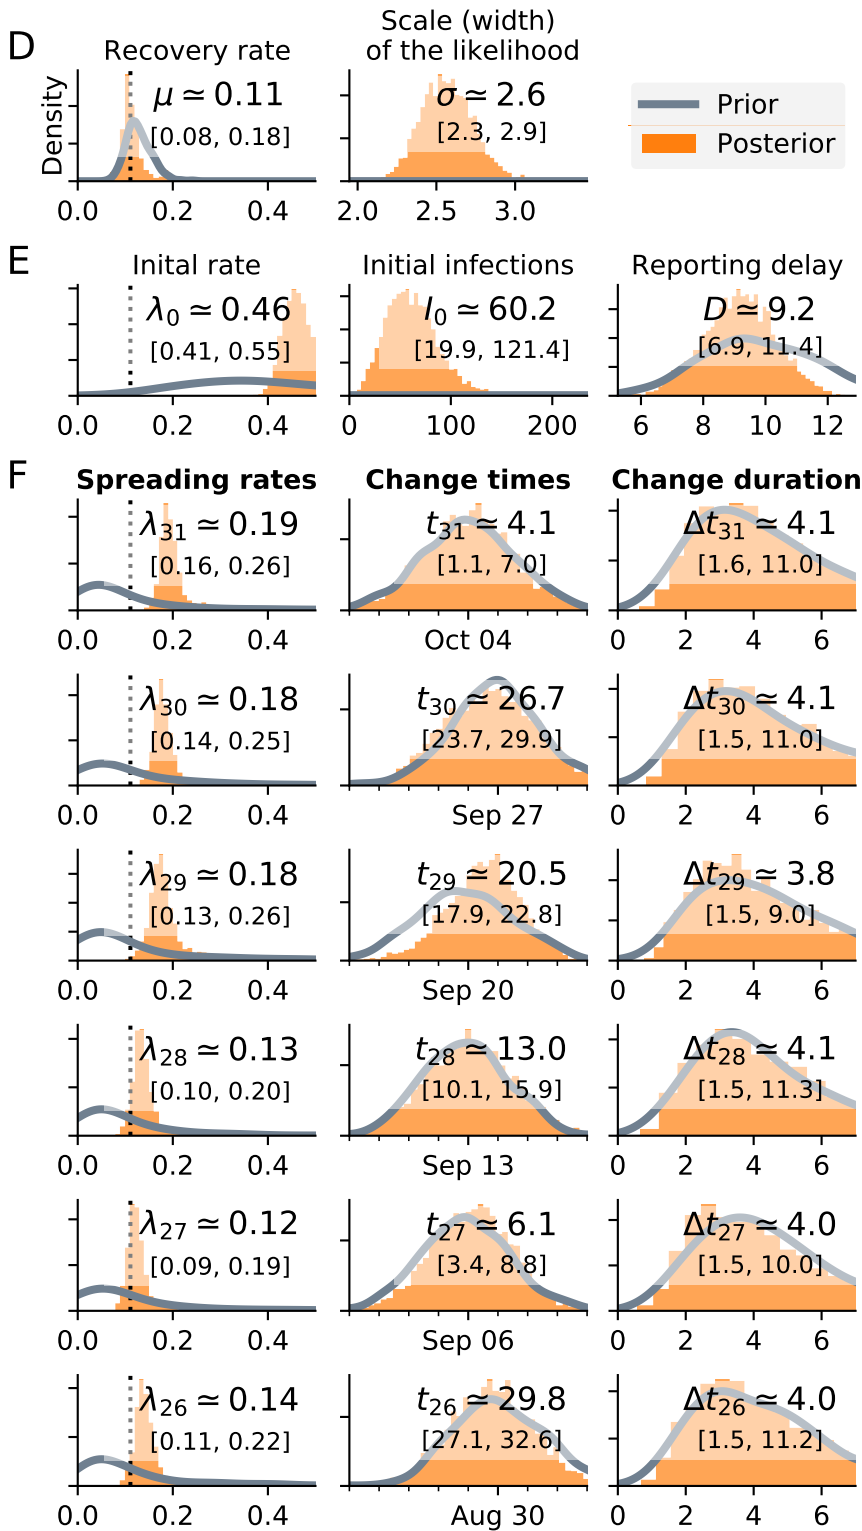 D
Recovery rate
Scale (width)
of the likelihood
Density
μ ≃ 0.11
[0.08, 0.18]
0.0 0.2 0.4
σ ≃ 2.6
[2.3, 2.9]
2.0 2.5 3.0
Prior
Posterior
E
Inital rate
λ₀ ≃ 0.46
[0.41, 0.55]
0.0 0.2 0.4
Initial infections
I₀ ≃ 60.2
[19.9, 121.4]
0 100 200
Reporting delay
D ≃ 9.2
[6.9, 11.4]
6 8 10 12
F
Spreading rates Change times Change duration
λ₃₁ ≃ 0.19
[0.16, 0.26]
0.0 0.2 0.4
t₃₁ ≃ 4.1
[1.1, 7.0]
Oct 04
Δt₃₁ ≃ 4.1
[1.6, 11.0]
0 2 4 6
λ₃₀ ≃ 0.18
[0.14, 0.25]
0.0 0.2 0.4
t₃₀ ≃ 26.7
[23.7, 29.9]
Sep 27
Δt₃₀ ≃ 4.1
[1.5, 11.0]
0 2 4 6
λ₂₉ ≃ 0.18
[0.13, 0.26]
0.0 0.2 0.4
t₂₉ ≃ 20.5
[17.9, 22.8]
Sep 20
Δt₂₉ ≃ 3.8
[1.5, 9.0]
0 2 4 6
λ₂₈ ≃ 0.13
[0.10, 0.20]
0.0 0.2 0.4
t₂₈ ≃ 13.0
[10.1, 15.9]
Sep 13
Δt₂₈ ≃ 4.1
[1.5, 11.3]
0 2 4 6
λ₂₇ ≃ 0.12
[0.09, 0.19]
0.0 0.2 0.4
t₂₇ ≃ 6.1
[3.4, 8.8]
Sep 06
Δt₂₇ ≃ 4.0
[1.5, 10.0]
0 2 4 6
λ₂₆ ≃ 0.14
[0.11, 0.22]
0.0 0.2 0.4
t₂₆ ≃ 29.8
[27.1, 32.6]
Aug 30
Δt₂₆ ≃ 4.0
[1.5, 11.2]
0 2 4 6